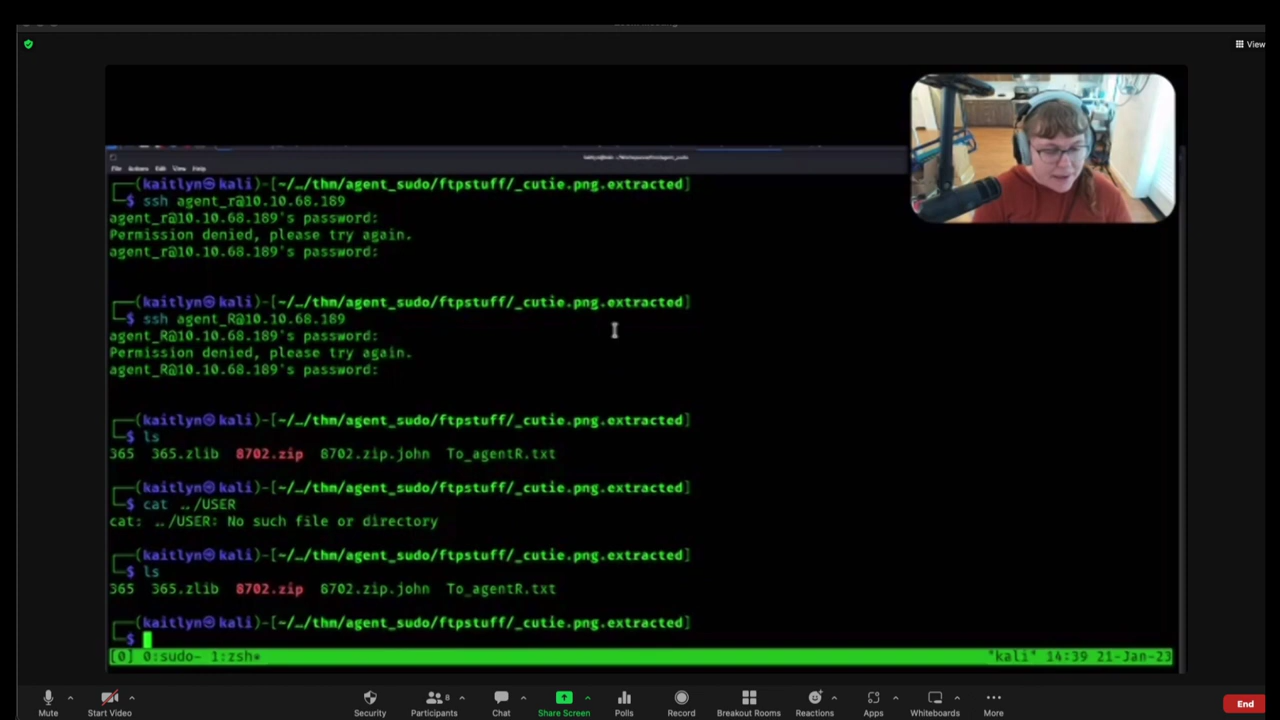 View
File Actions Edit View Help
┌──(kaitlyn㉿kali)-[~/…/thm/agent_sudo/ftpstuff/_cutie.png.extracted]
└─$ ssh agent_r@10.10.68.189
agent_r@10.10.68.189's password:
Permission denied, please try again.
agent_r@10.10.68.189's password:
┌──(kaitlyn㉿kali)-[~/…/thm/agent_sudo/ftpstuff/_cutie.png.extracted]
└─$ ssh agent_R@10.10.68.189
agent_R@10.10.68.189's password:
Permission denied, please try again.
agent_R@10.10.68.189's password:
┌──(kaitlyn㉿kali)-[~/…/thm/agent_sudo/ftpstuff/_cutie.png.extracted]
└─$ ls
365 365.zlib 8702.zip 8702.zip.john To_agentR.txt
┌──(kaitlyn㉿kali)-[~/…/thm/agent_sudo/ftpstuff/_cutie.png.extracted]
└─$ cat ../USER
cat: ../USER: No such file or directory
┌──(kaitlyn㉿kali)-[~/…/thm/agent_sudo/ftpstuff/_cutie.png.extracted]
└─$ ls
365 365.zlib 8702.zip 8702.zip.john To_agentR.txt
┌──(kaitlyn㉿kali)-[~/…/thm/agent_sudo/ftpstuff/_cutie.png.extracted]
└─$
[0] 0:sudo- 1:zsh* "kali" 14:39 21-Jan-23
8
Mute Start Video Security Participants Chat Share Screen Polls Record Breakout Rooms Reactions Apps Whiteboards More End